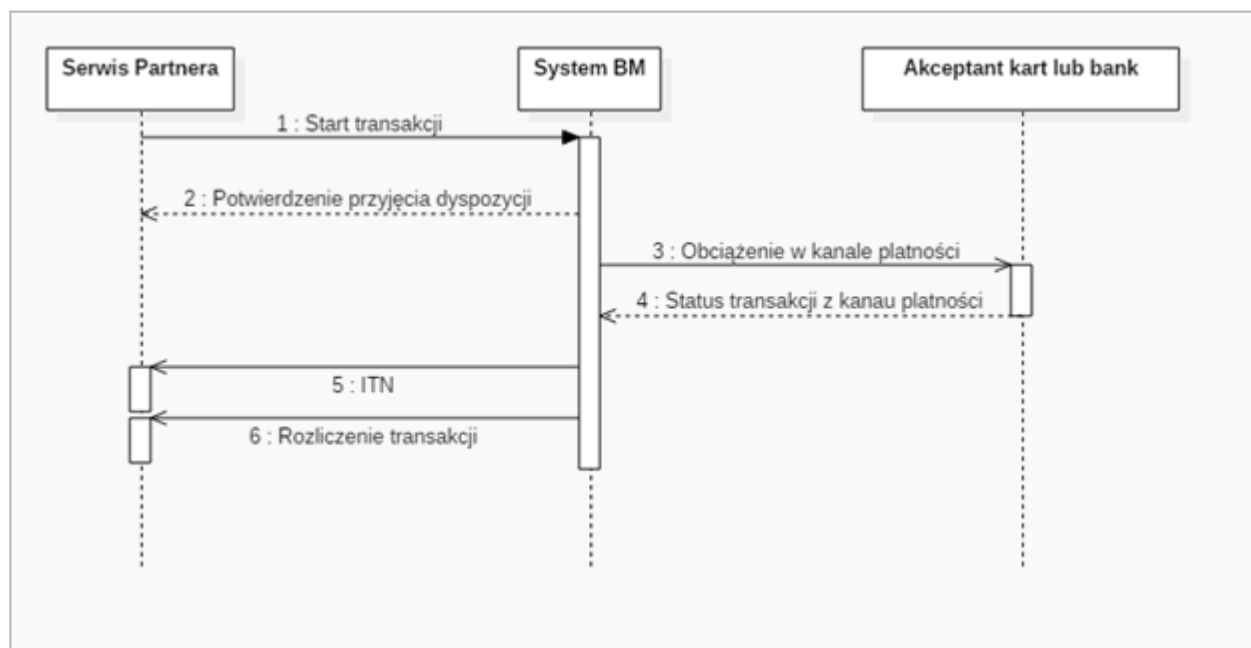 Serwis Partnera
System BM
Akceptant kart lub bank
1 : Start transakcji
2 : Potwierdzenie przyjęcia dyspozycji
3 : Obciążenie w kanale platności
4 : Status transakcji z kanau platności
5 : ITN
6 : Rozliczenie transakcji